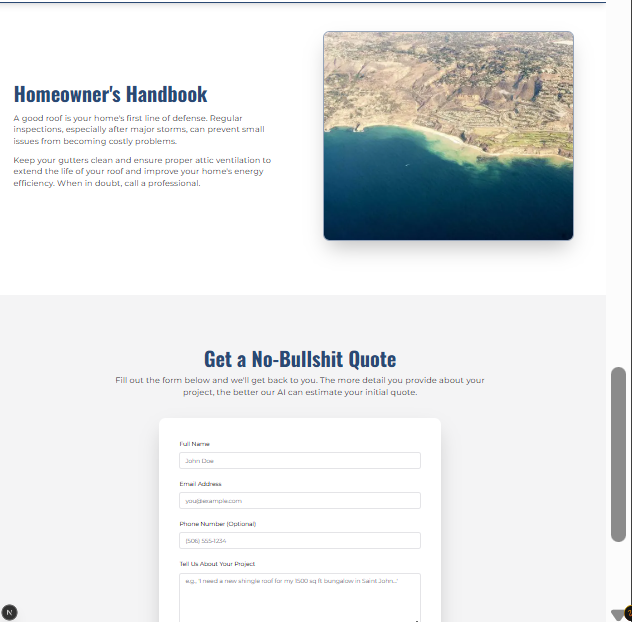 Homeowner's Handbook
A good roof is your home's first line of defense. Regular
inspections, especially after major storms, can prevent small
issues from becoming costly problems.
Keep your gutters clean and ensure proper attic ventilation to
extend the life of your roof and improve your home's energy
efficiency. When in doubt, call a professional.
Get a No-Bullshit Quote
Fill out the form below and we'll get back to you. The more detail you provide about your
project, the better our AI can estimate your initial quote.
Full Name
John Doe
Email Address
you@example.com
Phone Number (Optional)
(506) 555-1234
Tell Us About Your Project
e.g., 'I need a new shingle roof for my 1500 sq ft bungalow in Saint John...'
N